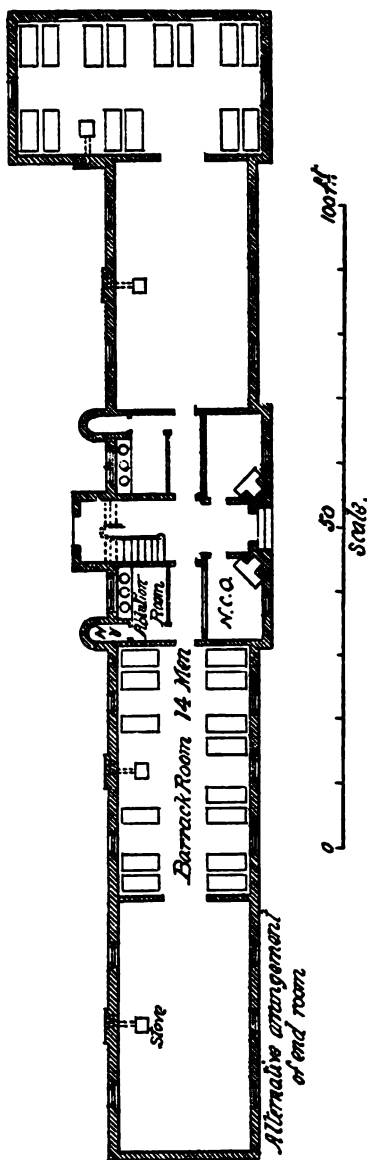 Ablution
Room
N.C.O.
Barrack Room 14 Men
Stove
Alternative arrangement
of end room
0 50 100 ft
Scale.